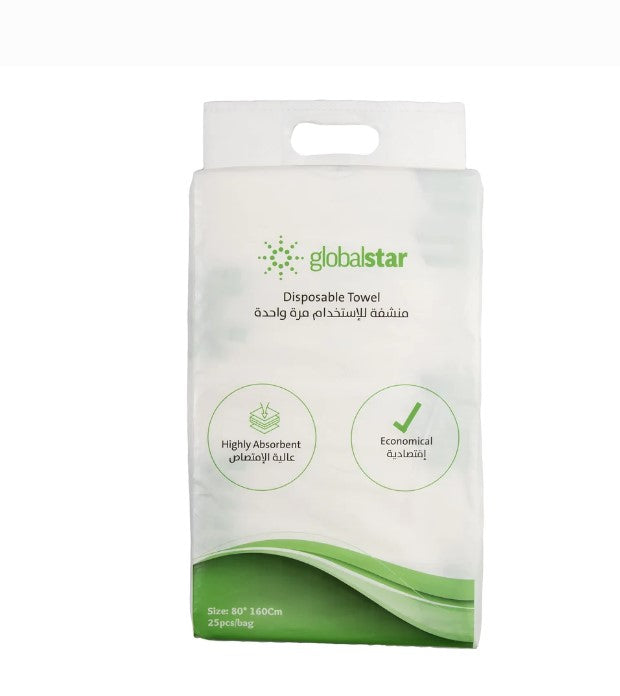 globalstar
Disposable Towel
منشفة للإستخدام مرة واحدة
Highly Absorbent
عالية الإمتصاص
Economical
إقتصادية
Size: 80* 160Cm
25pcs/bag